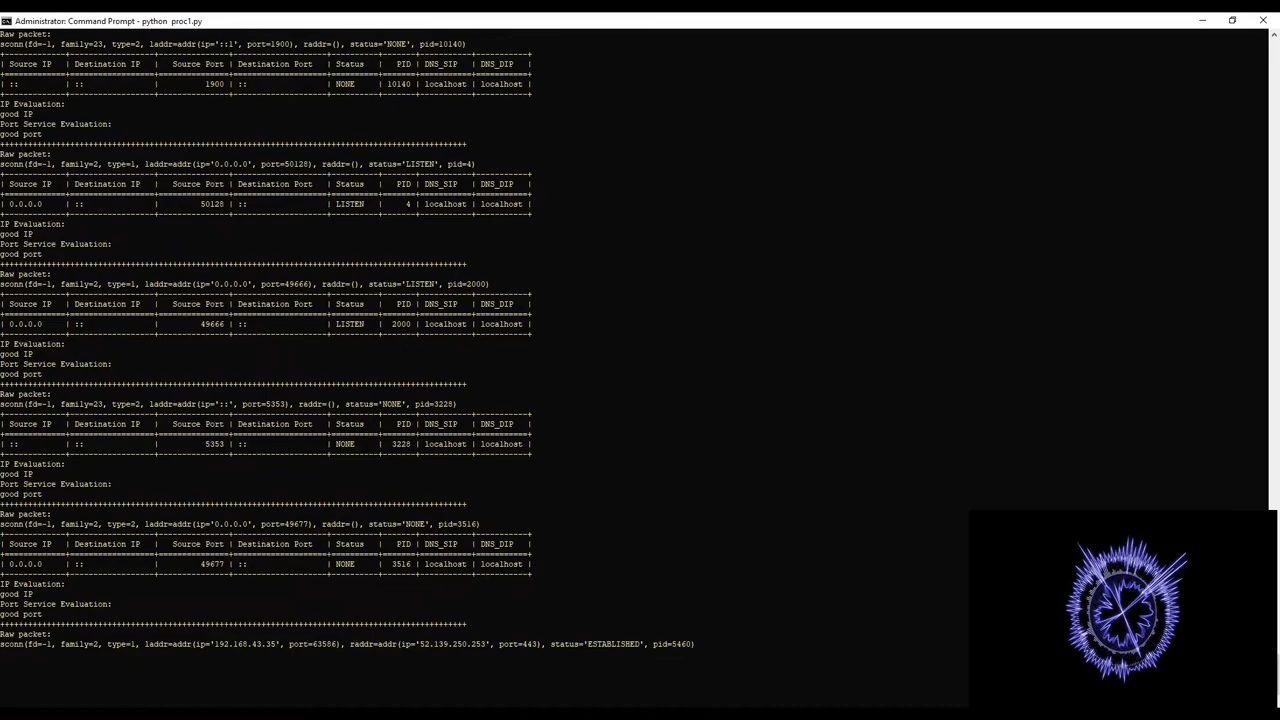 Administrator: Command Prompt - python proc1.py
Raw packet:
sconn(fd=-1, family=23, type=2, laddr=addr(ip='::1', port=1900), raddr=(), status='NONE', pid=10140)
| Source IP | Destination IP | Source Port | Destination Port | Status | PID | DNS_SIP | DNS_DIP |
| :: | :: | 1900 | :: | NONE | 10140 | localhost | localhost |
IP Evaluation:
good IP
Port Service Evaluation:
good port
Raw packet:
sconn(fd=-1, family=2, type=1, laddr=addr(ip='0.0.0.0', port=50128), raddr=(), status='LISTEN', pid=4)
| Source IP | Destination IP | Source Port | Destination Port | Status | PID | DNS_SIP | DNS_DIP |
| 0.0.0.0 | :: | 50128 | :: | LISTEN | 4 | localhost | localhost |
IP Evaluation:
good IP
Port Service Evaluation:
good port
Raw packet:
sconn(fd=-1, family=2, type=1, laddr=addr(ip='0.0.0.0', port=49666), raddr=(), status='LISTEN', pid=2000)
| Source IP | Destination IP | Source Port | Destination Port | Status | PID | DNS_SIP | DNS_DIP |
| 0.0.0.0 | :: | 49666 | :: | LISTEN | 2000 | localhost | localhost |
IP Evaluation:
good IP
Port Service Evaluation:
good port
Raw packet:
sconn(fd=-1, family=23, type=2, laddr=addr(ip='::', port=5353), raddr=(), status='NONE', pid=3228)
| Source IP | Destination IP | Source Port | Destination Port | Status | PID | DNS_SIP | DNS_DIP |
| :: | :: | 5353 | :: | NONE | 3228 | localhost | localhost |
IP Evaluation:
good IP
Port Service Evaluation:
good port
Raw packet:
sconn(fd=-1, family=2, type=2, laddr=addr(ip='0.0.0.0', port=49677), raddr=(), status='NONE', pid=3516)
| Source IP | Destination IP | Source Port | Destination Port | Status | PID | DNS_SIP | DNS_DIP |
| 0.0.0.0 | :: | 49677 | :: | NONE | 3516 | localhost | localhost |
IP Evaluation:
good IP
Port Service Evaluation:
good port
Raw packet:
sconn(fd=-1, family=2, type=1, laddr=addr(ip='192.168.43.35', port=63586), raddr=addr(ip='52.139.250.253', port=443), status='ESTABLISHED', pid=5460)